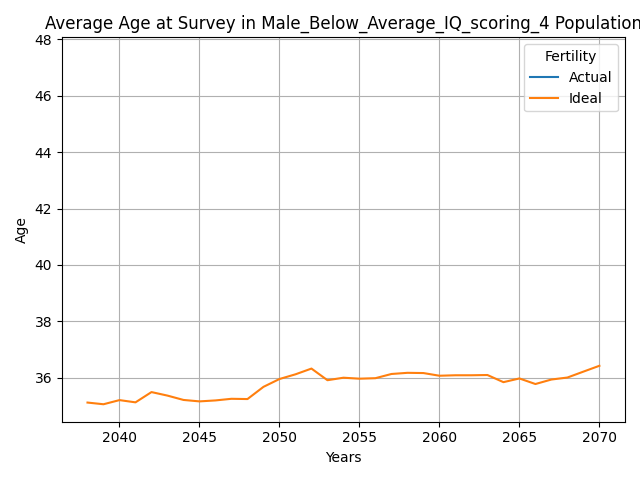 Average Age at Survey in Male_Below_Average_IQ_scoring_4 Population
48
46
44
42
40
38
36
Age
Fertility
Actual
Ideal
2040 2045 2050 2055 2060 2065 2070
Years